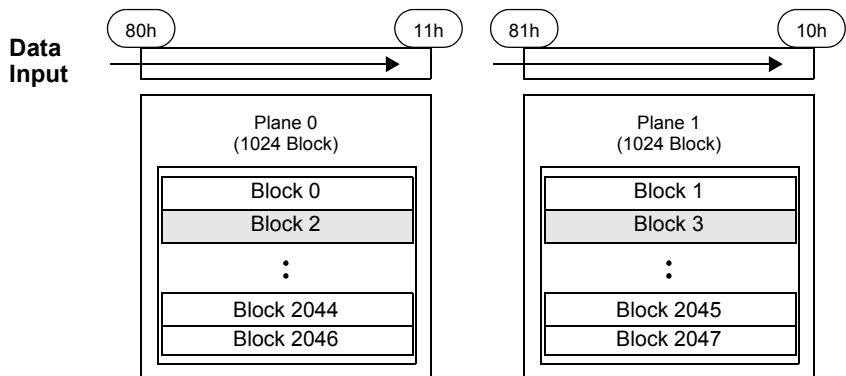 80h 11h 81h 10h
Data
Input
Plane 0
(1024 Block)
Block 0
Block 2
Block 2044
Block 2046
Plane 1
(1024 Block)
Block 1
Block 3
Block 2045
Block 2047